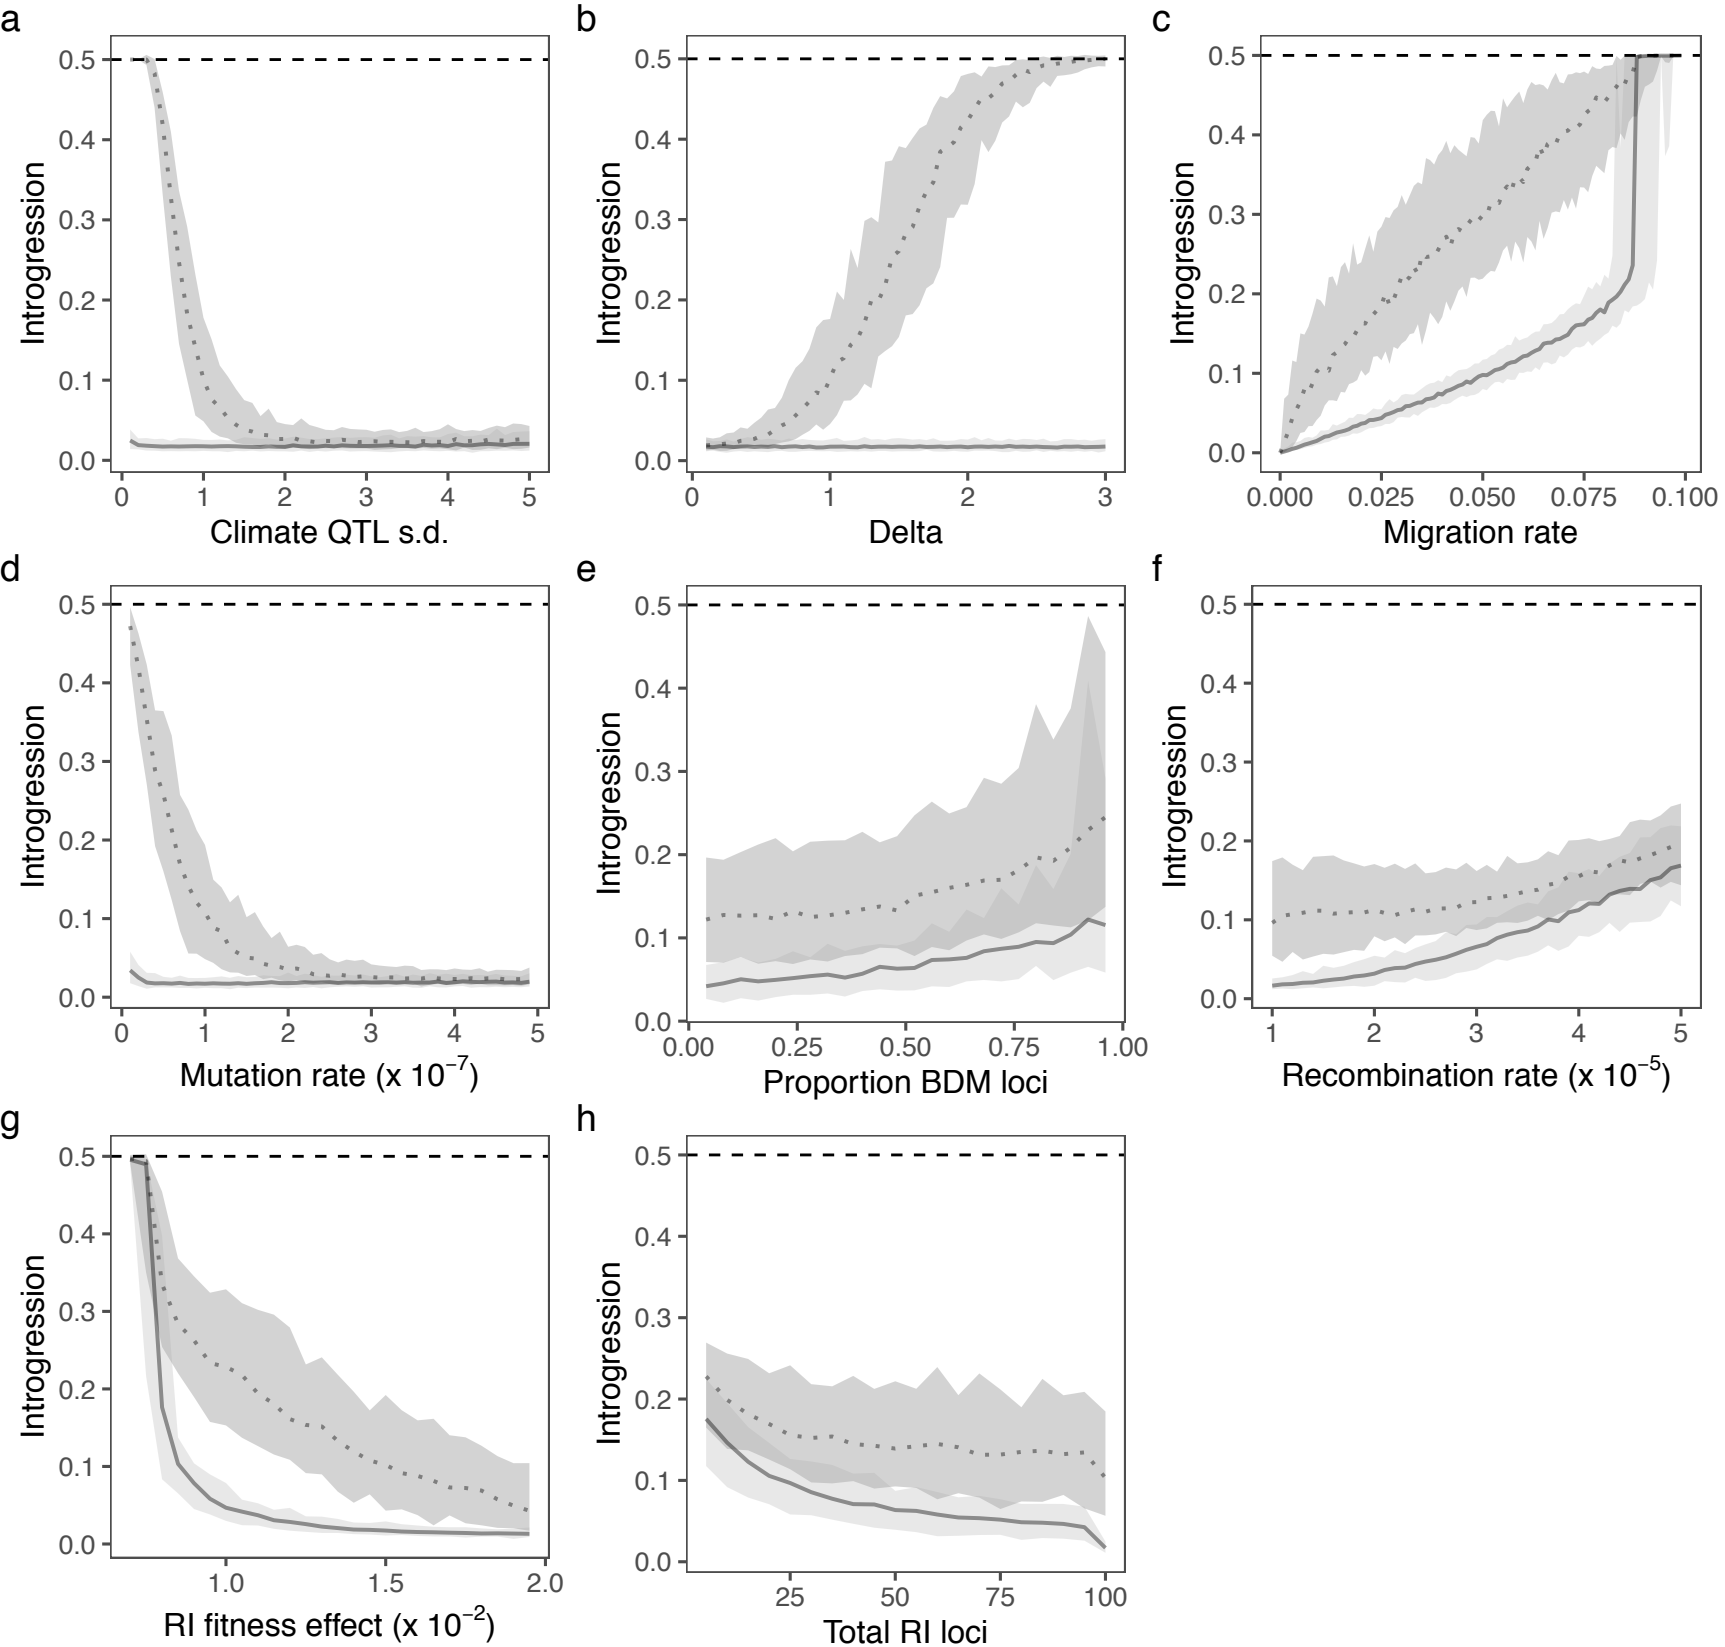 a
0.5
0.4
0.3
0.2
0.1
0.0
Introgression
0 1 2 3 4 5
Climate QTL s.d.
b
0.5
0.4
0.3
0.2
0.1
0.0
Introgression
0 1 2 3
Delta
c
0.5
0.4
0.3
0.2
0.1
0.0
Introgression
0.000 0.025 0.050 0.075 0.100
Migration rate
d
0.5
0.4
0.3
0.2
0.1
0.0
Introgression
0 1 2 3 4 5
Mutation rate (x 10⁻⁷)
e
0.5
0.4
0.3
0.2
0.1
0.0
Introgression
0.00 0.25 0.50 0.75 1.00
Proportion BDM loci
f
0.5
0.4
0.3
0.2
0.1
0.0
Introgression
1 2 3 4 5
Recombination rate (x 10⁻⁵)
g
0.5
0.4
0.3
0.2
0.1
0.0
Introgression
1.0 1.5 2.0
RI fitness effect (x 10⁻²)
h
0.5
0.4
0.3
0.2
0.1
0.0
Introgression
25 50 75 100
Total RI loci